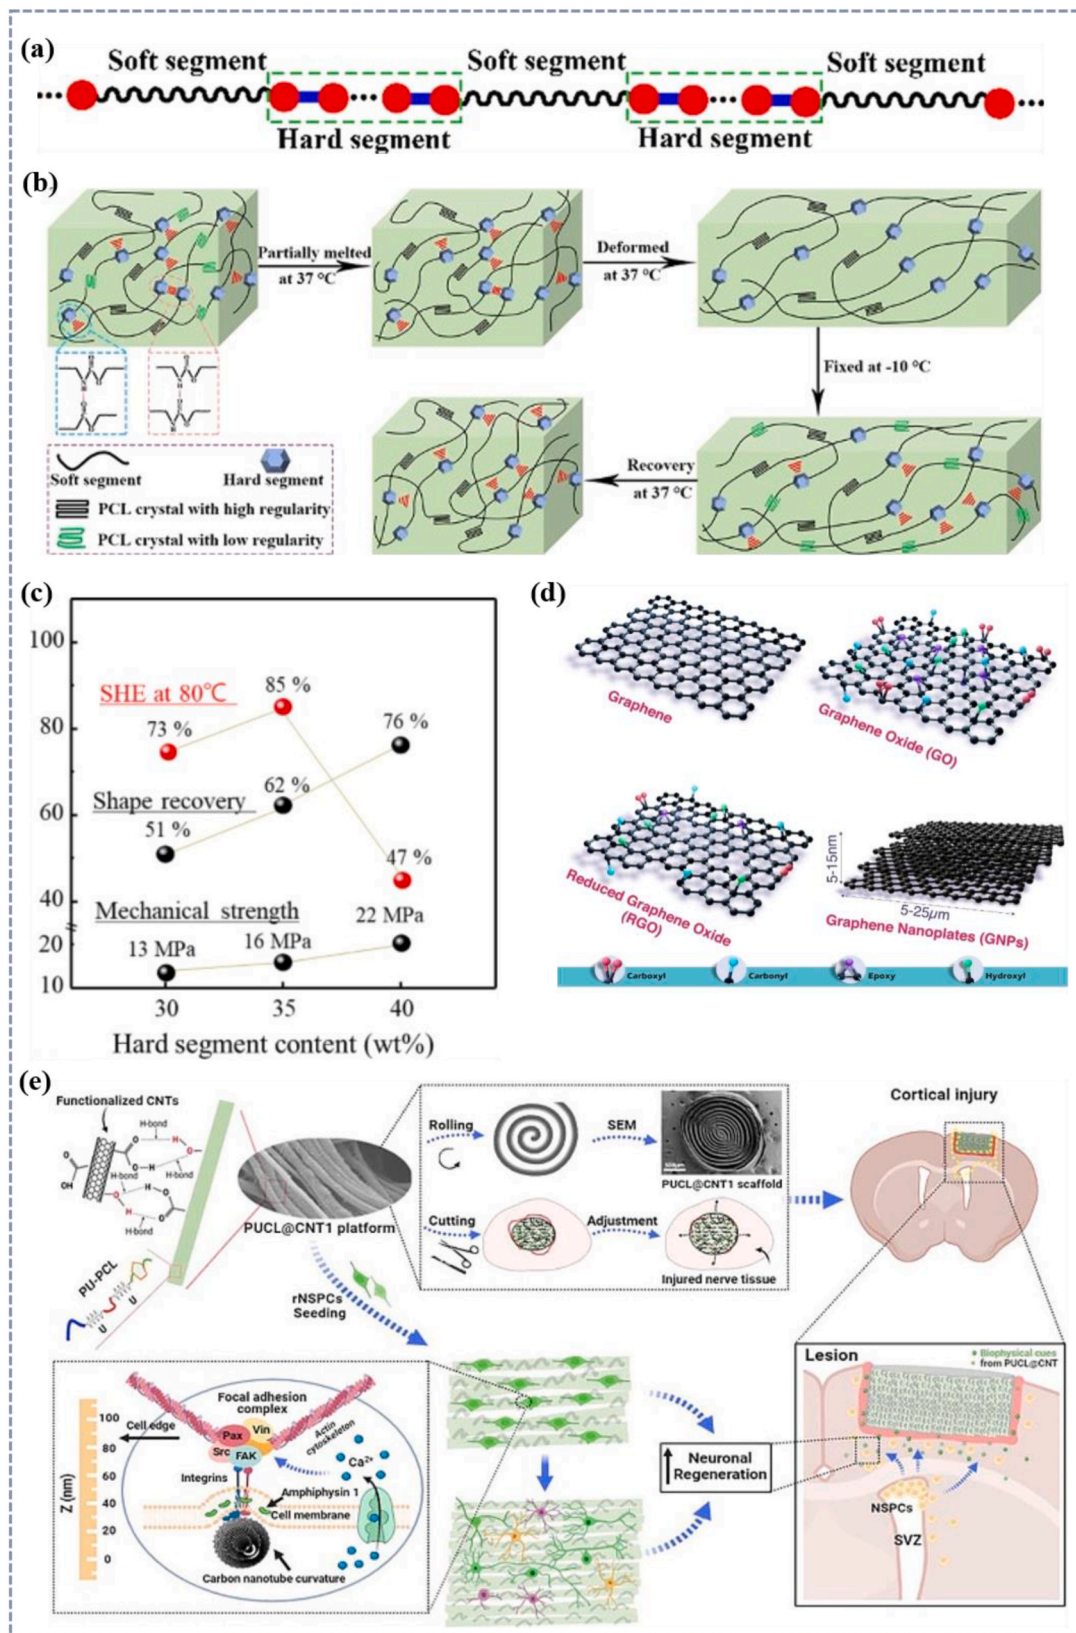 (a)
Soft segment
Soft segment
Soft segment
Hard segment
Hard segment
(b)
Partially melted
at 37 °C
Deformed
at 37 °C
Fixed at -10 °C
Recovery
at 37 °C
Soft segment
Hard segment
PCL crystal with high regularity
PCL crystal with low regularity
(c)
100
80
60
40
20
10
SHE at 80℃
73 %
85 %
47 %
Shape recovery
51 %
62 %
76 %
Mechanical strength
13 MPa
16 MPa
22 MPa
30
35
40
Hard segment content (wt%)
(d)
Graphene
Graphene Oxide (GO)
Reduced Graphene Oxide
(RGO)
5-15nm
5-25µm
Graphene Nanoplates (GNPs)
Carboxyl
Carbonyl
Epoxy
Hydroxyl
(e)
Functionalized CNTs
H-bond
H-bond
H-bond
H-bond
H-bond
OH
PU-PCL
U
U
PUCL@CNT1 platform
Rolling
SEM
500µm
PUCL@CNT1 scaffold
Cutting
Adjustment
Injured nerve tissue
Cortical injury
rNSPCs
Seeding
Z (nm)
100
80
60
40
20
0
Cell edge
Focal adhesion
complex
Pax
Vin
Src
FAK
Actin
cytoskeleton
Integrins
Ca²⁺
Amphiphysin 1
Cell membrane
Carbon nanotube curvature
Neuronal
Regeneration
Lesion
Biophysical cues
from PUCL@CNT
NSPCs
SVZ